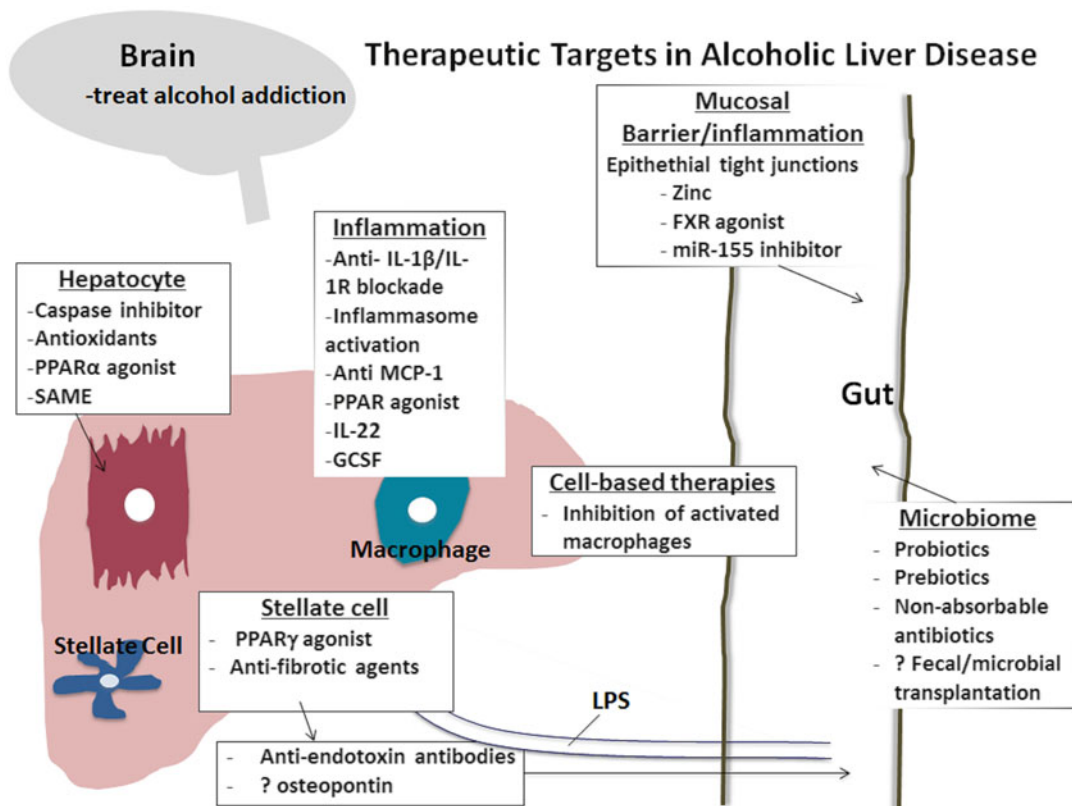 Therapeutic Targets in Alcoholic Liver Disease
Brain
-treat alcohol addiction
Mucosal
Barrier/inflammation
Epithethial tight junctions
- Zinc
- FXR agonist
- miR-155 inhibitor
Inflammation
-Anti- IL-1β/IL-
1R blockade
-Inflammasome
activation
-Anti MCP-1
-PPAR agonist
-IL-22
-GCSF
Hepatocyte
-Caspase inhibitor
-Antioxidants
-PPARα agonist
-SAME
Gut
Cell-based therapies
- Inhibition of activated
macrophages
Macrophage
Microbiome
- Probiotics
- Prebiotics
- Non-absorbable
antibiotics
- ? Fecal/microbial
transplantation
Stellate cell
- PPARγ agonist
- Anti-fibrotic agents
Stellate Cell
LPS
- Anti-endotoxin antibodies
- ? osteopontin